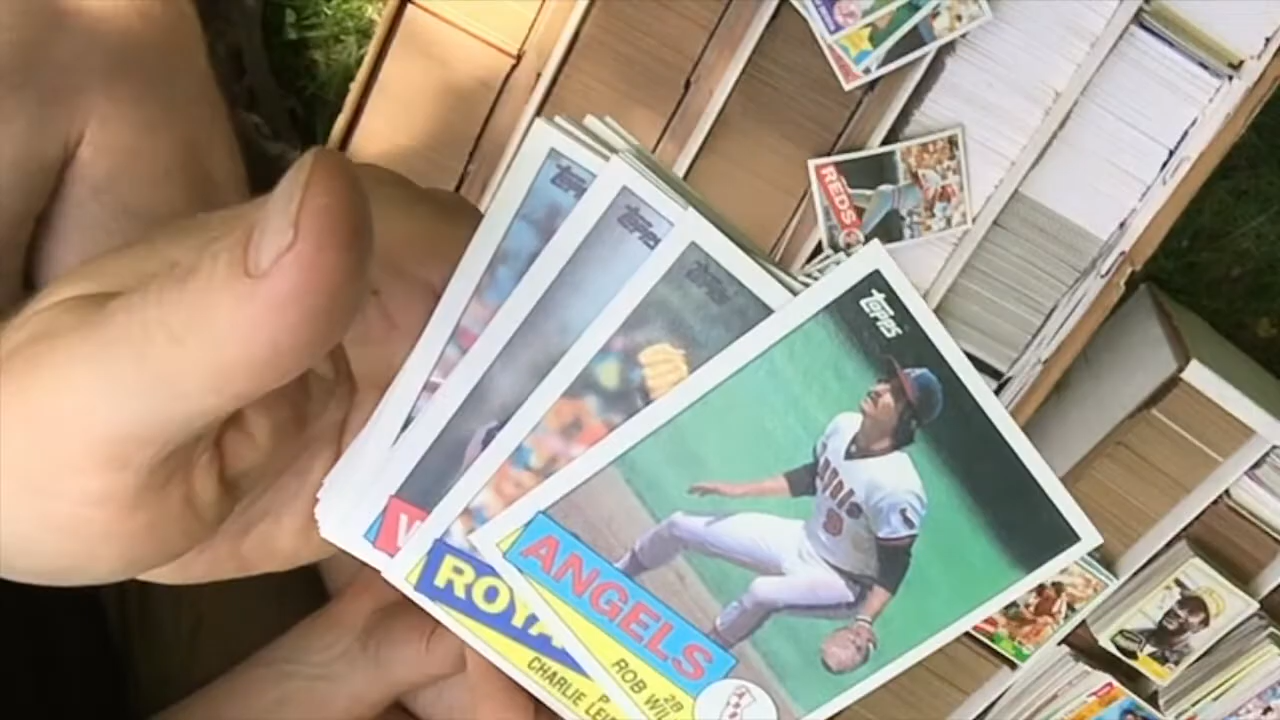 topps
topps
topps
topps
REDS
W
ROYA
CHARLIE LEI
P
ANGELS
ROB WIL
2B